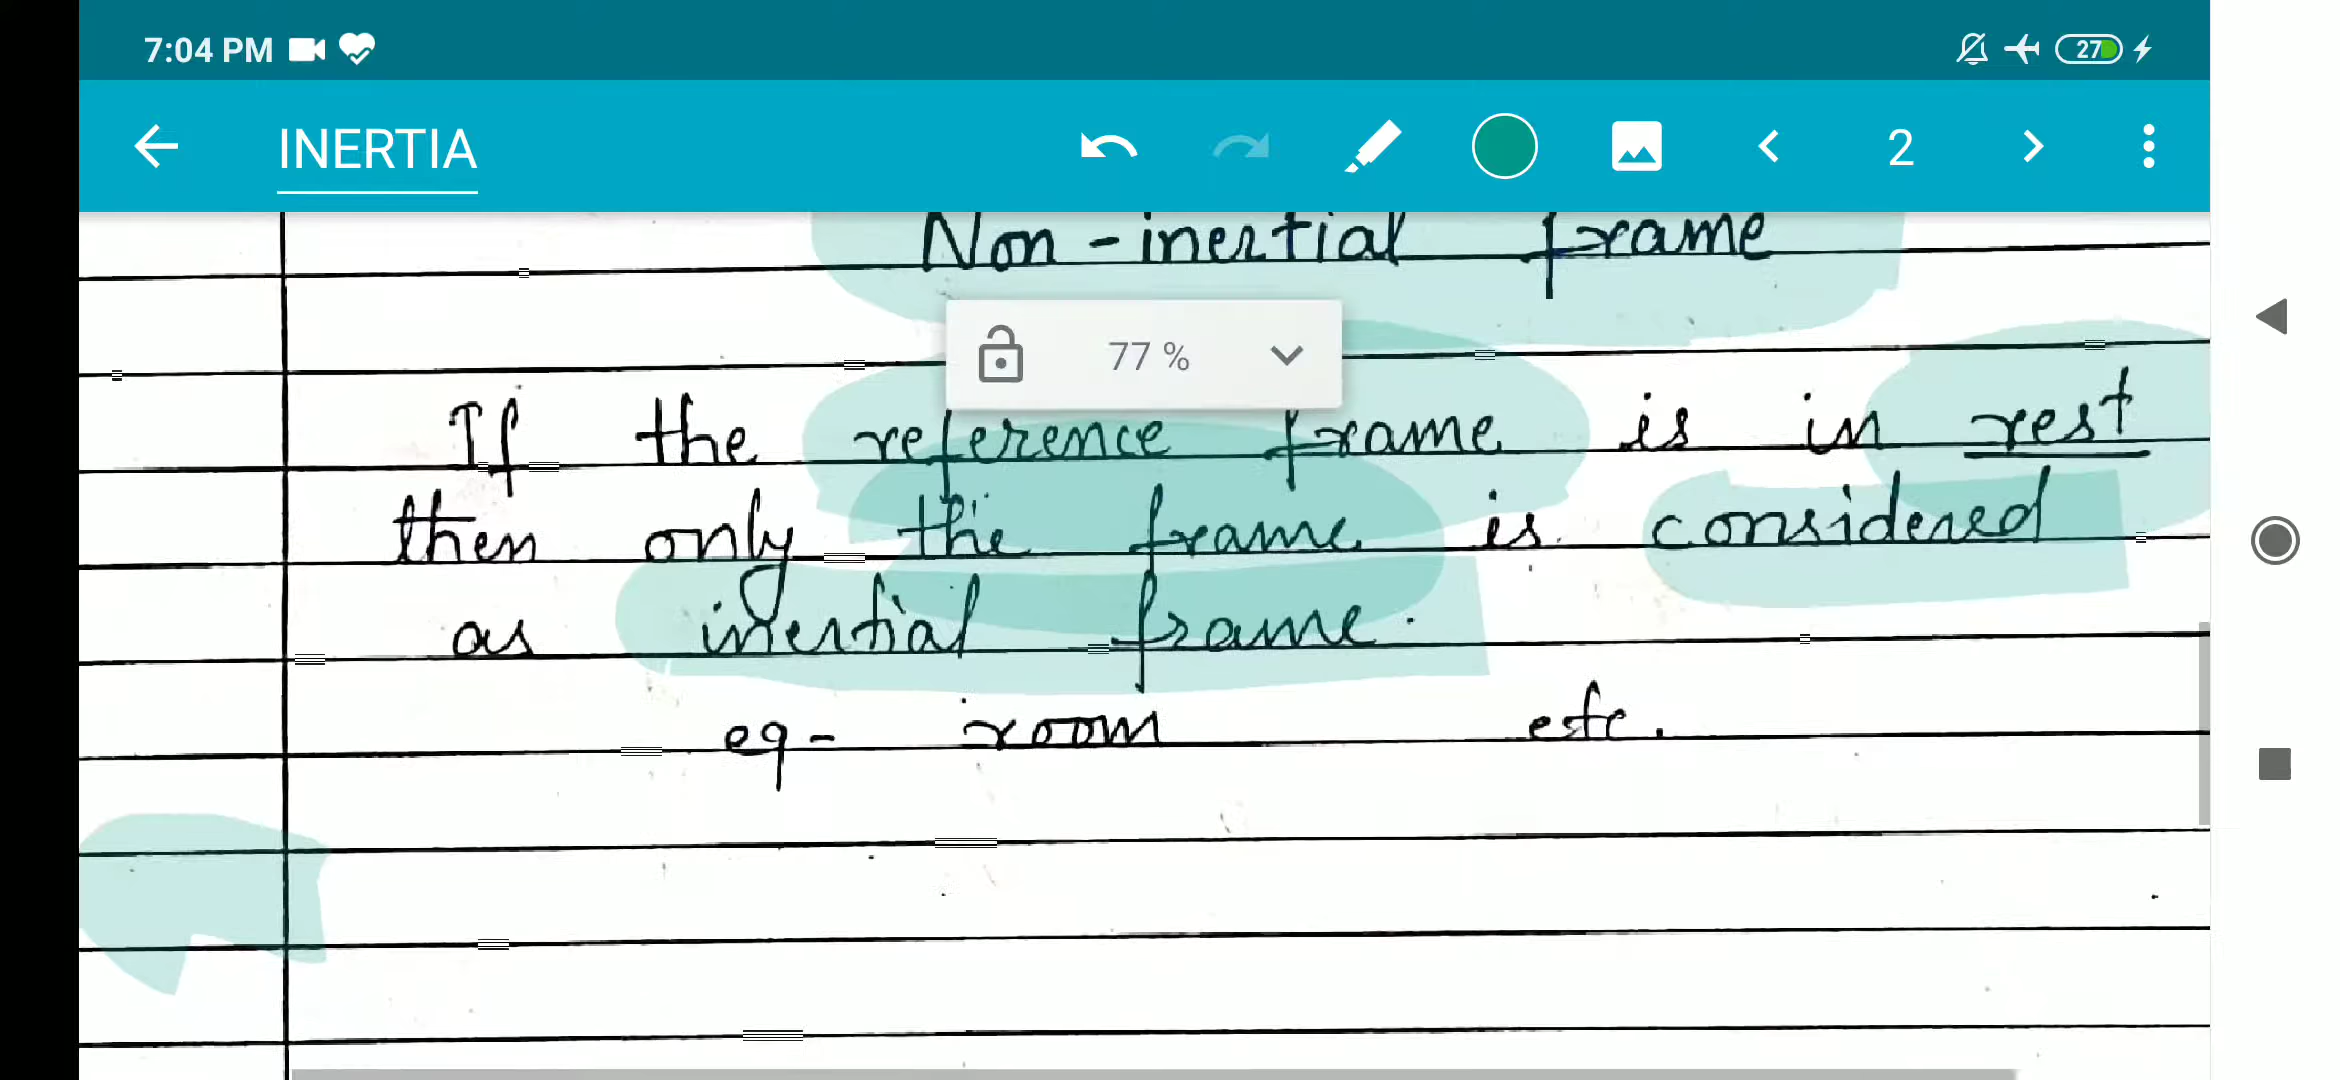 7:04 PM 27
INERTIA 2
Non-inertial frame
77 %
If the reference frame is in rest
then only the frame is considered
as inertial frame.
eg- room etc.